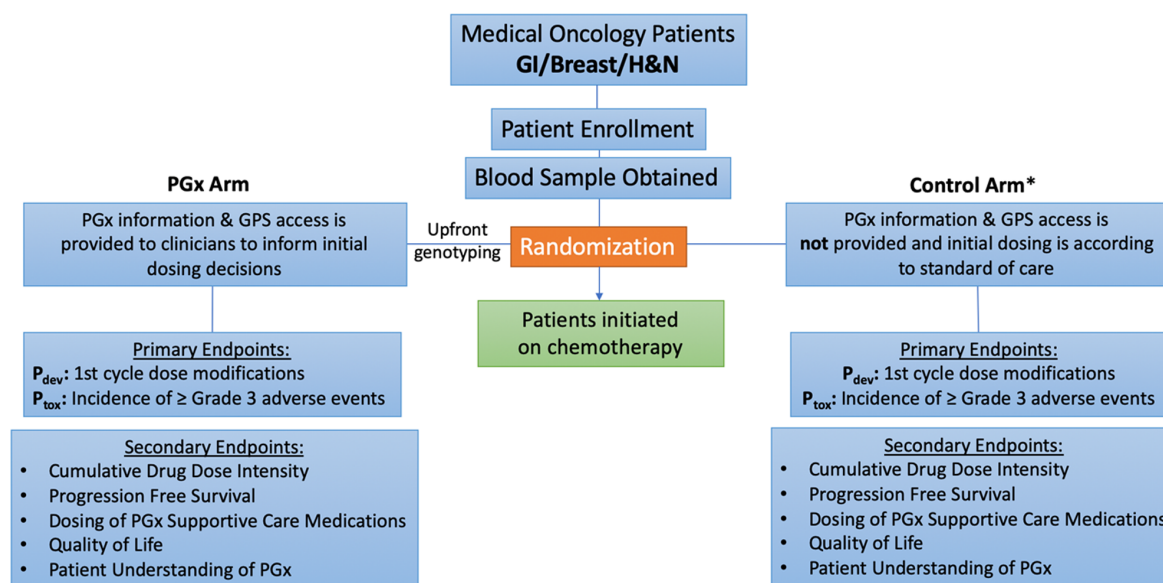 Medical Oncology Patients
GI/Breast/H&N
Patient Enrollment
Blood Sample Obtained
PGx Arm
PGx information & GPS access is
provided to clinicians to inform initial
dosing decisions
Upfront
genotyping
Randomization
Control Arm*
PGx information & GPS access is
not provided and initial dosing is according
to standard of care
Patients initiated
on chemotherapy
Primary Endpoints:
Pdev: 1st cycle dose modifications
Ptox: Incidence of ≥ Grade 3 adverse events
Secondary Endpoints:
• Cumulative Drug Dose Intensity
• Progression Free Survival
• Dosing of PGx Supportive Care Medications
• Quality of Life
• Patient Understanding of PGx
Primary Endpoints:
Pdev: 1st cycle dose modifications
Ptox: Incidence of ≥ Grade 3 adverse events
Secondary Endpoints:
• Cumulative Drug Dose Intensity
• Progression Free Survival
• Dosing of PGx Supportive Care Medications
• Quality of Life
• Patient Understanding of PGx